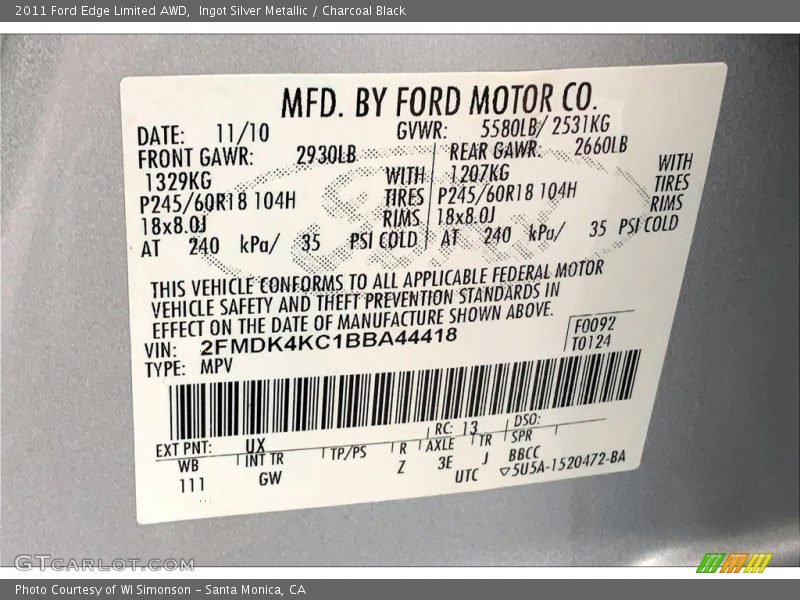 2011 Ford Edge Limited AWD,  Ingot Silver Metallic / Charcoal Black
MFD. BY FORD MOTOR CO.
DATE: 11/10 GVWR: 5580LB/ 2531KG
FRONT GAWR: 2930LB REAR GAWR: 2660LB
1329KG WITH 1207KG WITH
P245/60R18 104H TIRES P245/60R18 104H TIRES
18x8.0J RIMS 18x8.0J RIMS
AT 240 kPa/ 35 PSI COLD AT 240 kPa/ 35 PSI COLD
THIS VEHICLE CONFORMS TO ALL APPLICABLE FEDERAL MOTOR
VEHICLE SAFETY AND THEFT PREVENTION STANDARDS IN
EFFECT ON THE DATE OF MANUFACTURE SHOWN ABOVE.
VIN: 2FMDK4KC1BBA44418 F0092
TYPE: MPV T0124
EXT PNT: UX RC: 13 DSO:
WB INT TR TP/PS R AXLE TR SPR
111 GW Z 3E J BBCC
UTC ▽5U5A-1520472-BA
GTCARLOT.COM
Photo Courtesy of WI Simonson – Santa Monica, CA